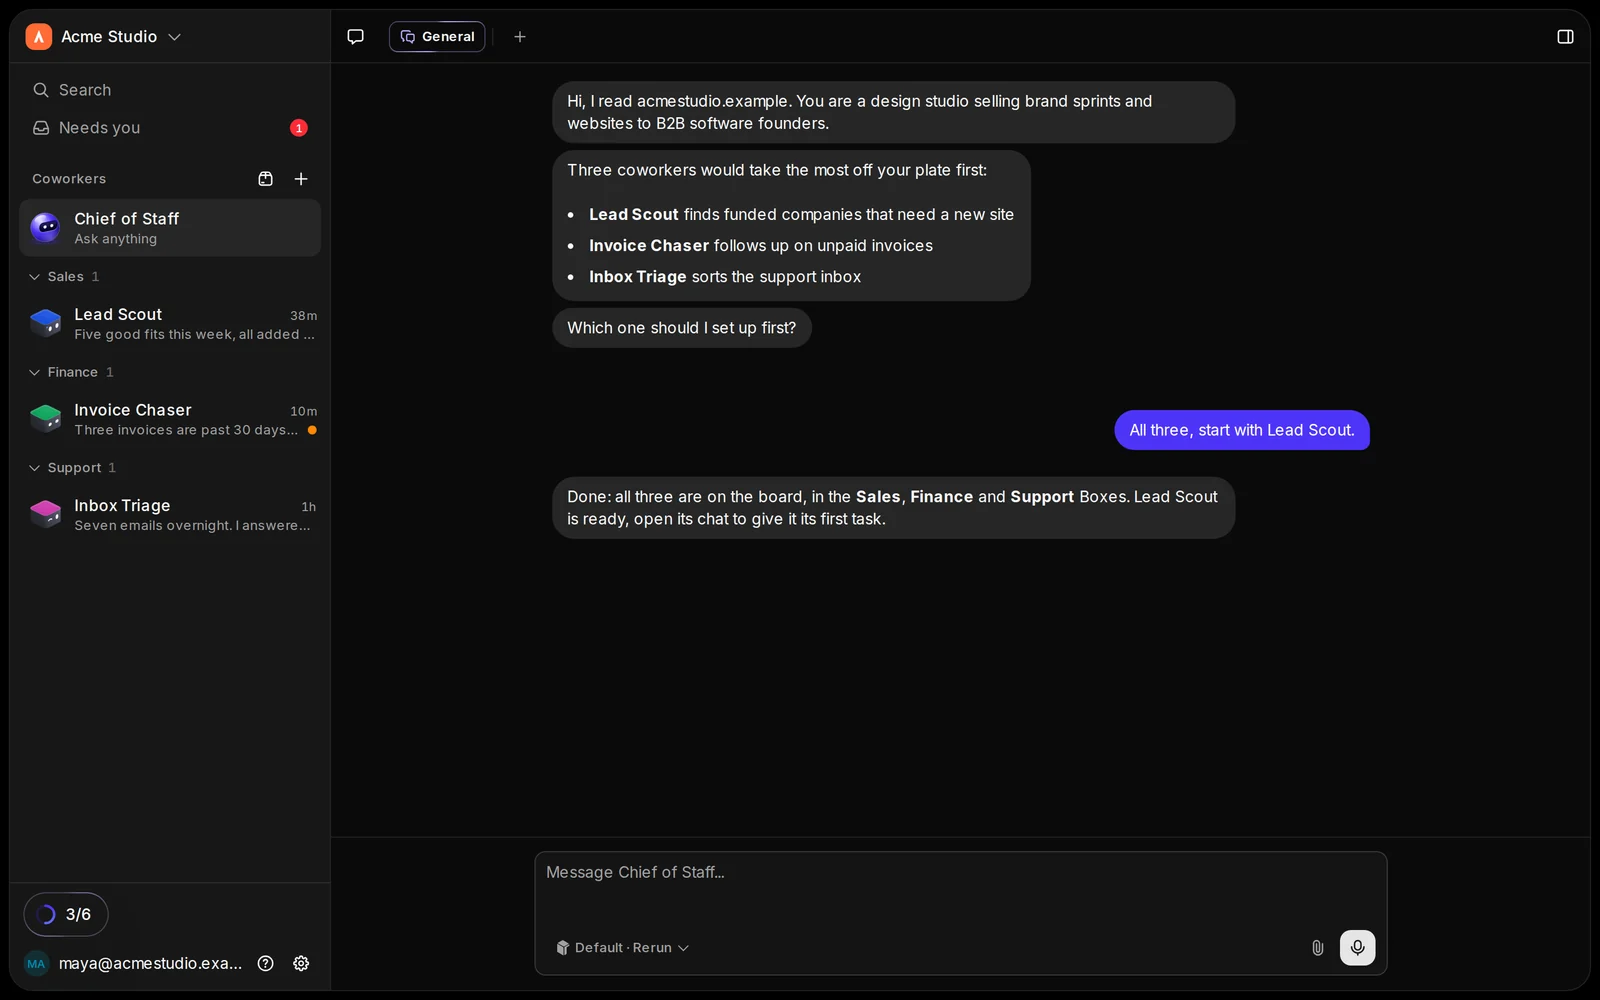 Acme Studio
General
Search
Needs you
1
Coworkers
Chief of Staff
Ask anything
Sales 1
Lead Scout
38m
Five good fits this week, all added ...
Finance 1
Invoice Chaser
10m
Three invoices are past 30 days...
Support 1
Inbox Triage
1h
Seven emails overnight. I answere...
3/6
MA
maya@acmestudio.exa...
Hi, I read acmestudio.example. You are a design studio selling brand sprints and
websites to B2B software founders.
Three coworkers would take the most off your plate first:
• Lead Scout finds funded companies that need a new site
• Invoice Chaser follows up on unpaid invoices
• Inbox Triage sorts the support inbox
Which one should I set up first?
All three, start with Lead Scout.
Done: all three are on the board, in the Sales, Finance and Support Boxes. Lead Scout
is ready, open its chat to give it its first task.
Message Chief of Staff...
Default · Rerun